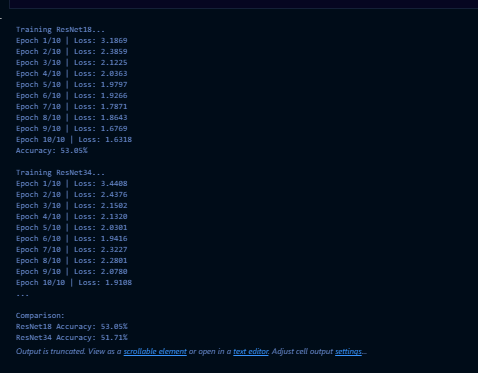 Training ResNet18...
Epoch 1/10 | Loss: 3.1869
Epoch 2/10 | Loss: 2.3859
Epoch 3/10 | Loss: 2.1225
Epoch 4/10 | Loss: 2.0363
Epoch 5/10 | Loss: 1.9797
Epoch 6/10 | Loss: 1.9266
Epoch 7/10 | Loss: 1.7871
Epoch 8/10 | Loss: 1.8643
Epoch 9/10 | Loss: 1.6769
Epoch 10/10 | Loss: 1.6318
Accuracy: 53.05%
Training ResNet34...
Epoch 1/10 | Loss: 3.4408
Epoch 2/10 | Loss: 2.4376
Epoch 3/10 | Loss: 2.1502
Epoch 4/10 | Loss: 2.1320
Epoch 5/10 | Loss: 2.0301
Epoch 6/10 | Loss: 1.9416
Epoch 7/10 | Loss: 2.3227
Epoch 8/10 | Loss: 2.2801
Epoch 9/10 | Loss: 2.0780
Epoch 10/10 | Loss: 1.9108
...
Comparison:
ResNet18 Accuracy: 53.05%
ResNet34 Accuracy: 51.71%
Output is truncated. View as a scrollable element or open in a text editor. Adjust cell output settings...